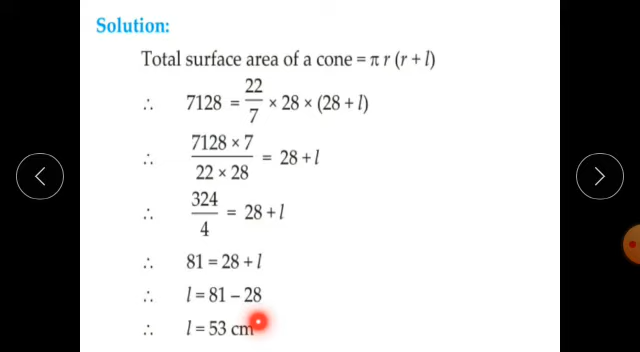 Solution:
Total surface area of a cone = π r (r + l)
∴ 7128 = 22/7 × 28 × (28 + l)
∴ 7128 × 7 / 22 × 28 = 28 + l
∴ 324/4 = 28 + l
∴ 81 = 28 + l
∴ l = 81 – 28
∴ l = 53 cm